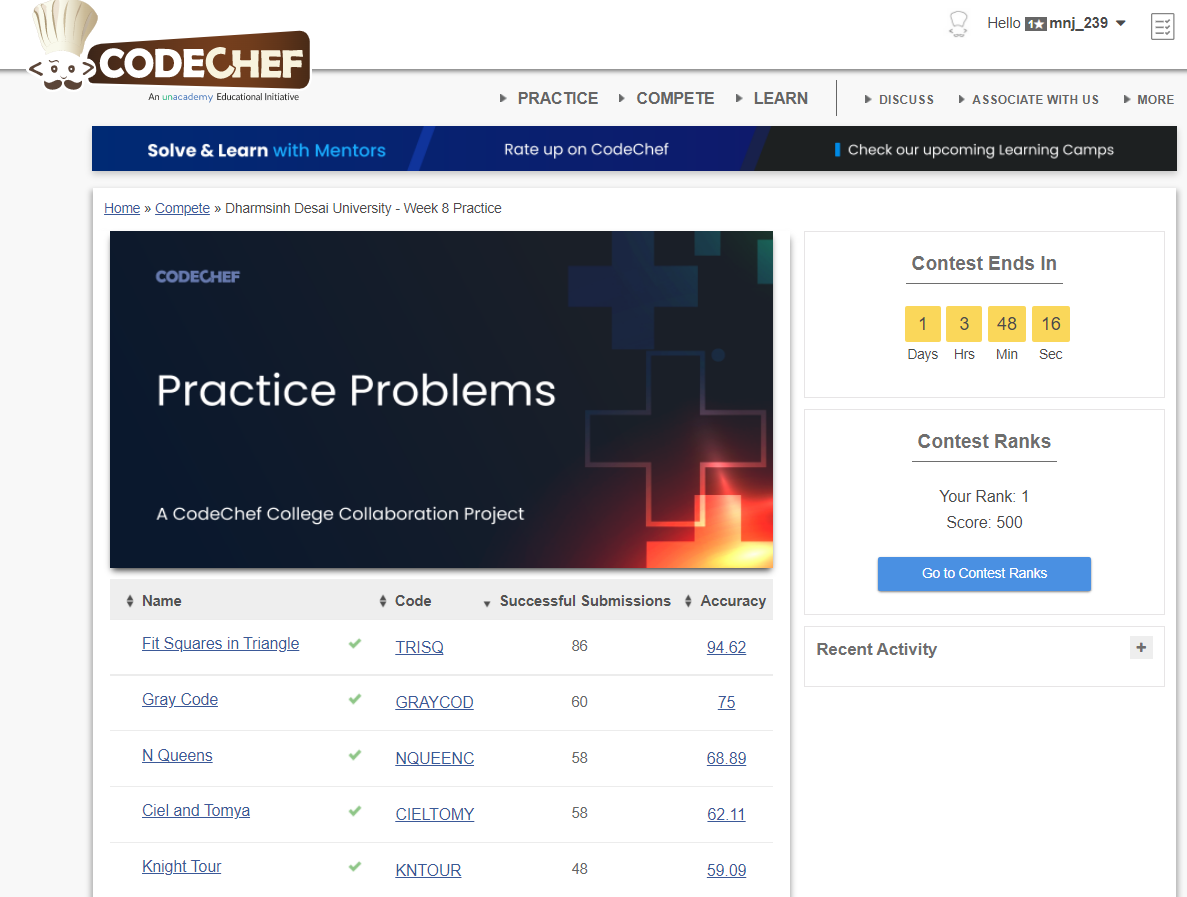 Hello 1★ mnj_239
CODECHEF
An unacademy Educational Initiative
PRACTICE COMPETE LEARN DISCUSS ASSOCIATE WITH US MORE
Solve & Learn with Mentors Rate up on CodeChef Check our upcoming Learning Camps
Home » Compete » Dharmsinh Desai University - Week 8 Practice
CODECHEF
Practice Problems
A CodeChef College Collaboration Project
Contest Ends In
1 3 48 16
Days Hrs Min Sec
Contest Ranks
Your Rank: 1
Score: 500
Go to Contest Ranks
Recent Activity +
Name Code Successful Submissions Accuracy
Fit Squares in Triangle TRISQ 86 94.62
Gray Code GRAYCOD 60 75
N Queens NQUEENC 58 68.89
Ciel and Tomya CIELTOMY 58 62.11
Knight Tour KNTOUR 48 59.09